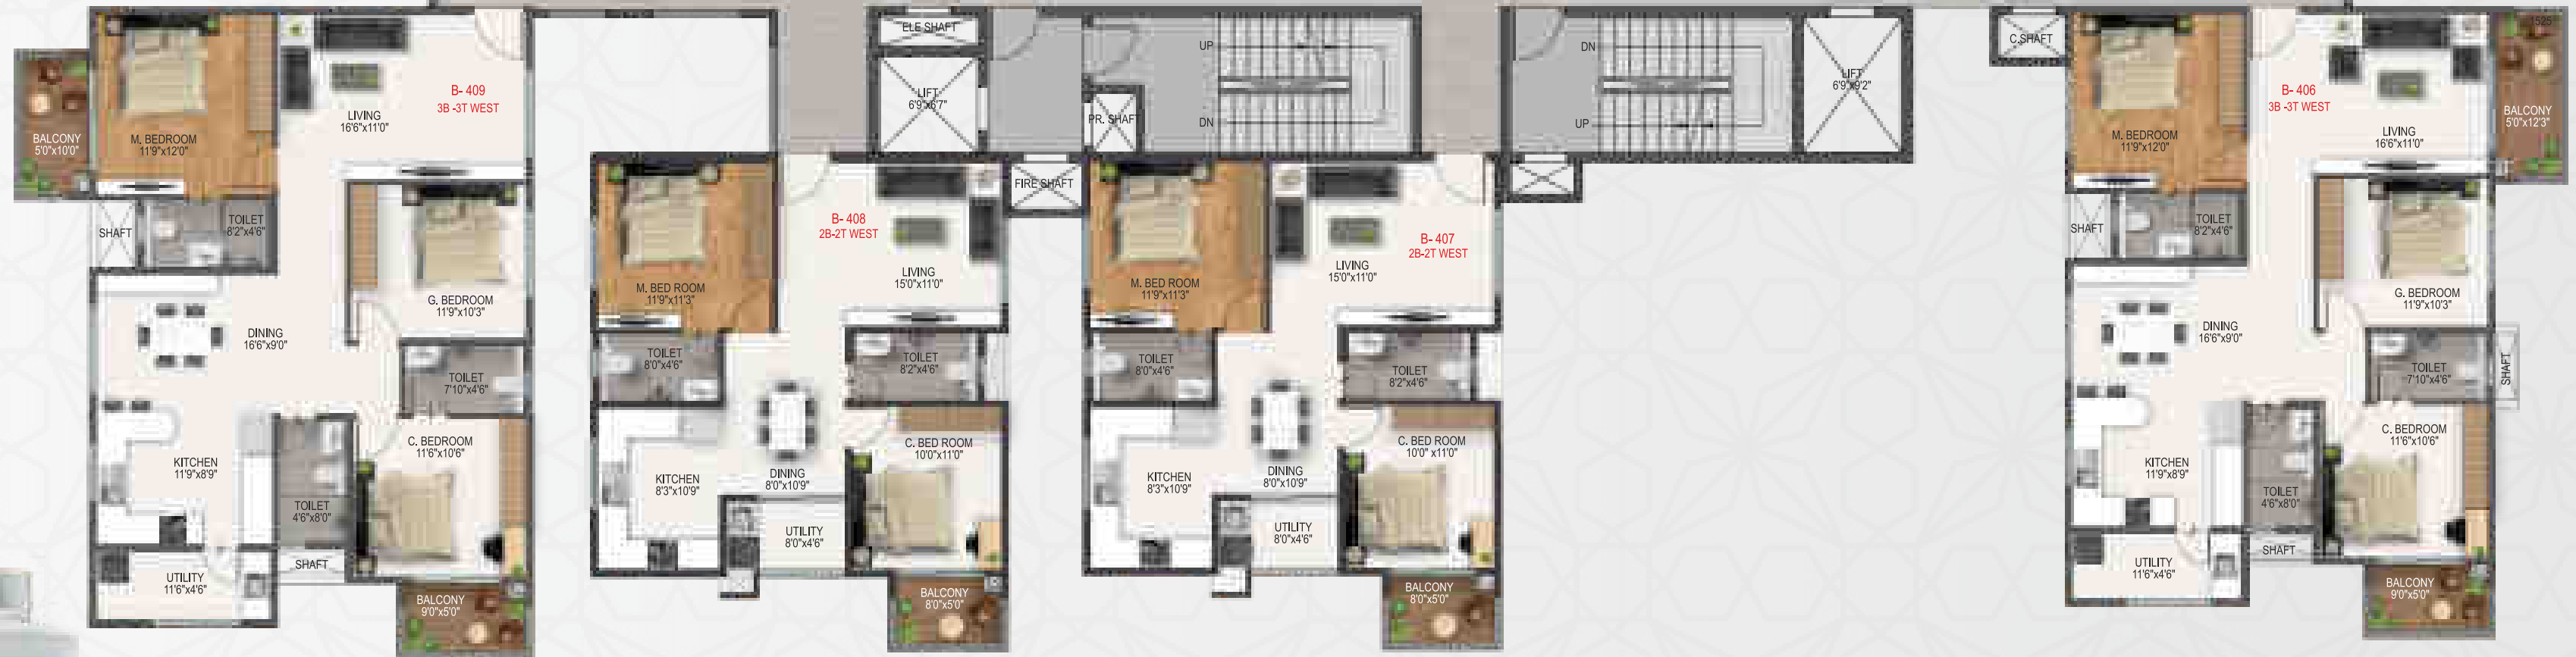 B- 409
3B -3T WEST
LIVING
16'6"x11'0"
M. BEDROOM
11'9"x12'0"
BALCONY
5'0"x10'0"
SHAFT
TOILET
8'2"x4'6"
G. BEDROOM
11'9"x10'3"
DINING
16'6"x9'0"
TOILET
7'10"x4'6"
C. BEDROOM
11'6"x10'6"
KITCHEN
11'9"x8'9"
TOILET
4'6"x8'0"
SHAFT
UTILITY
11'6"x4'6"
BALCONY
9'0"x5'0"
ELE SHAFT
LIFT
6'9"x6'7"
FIRE SHAFT
PR. SHAFT
UP
DN
DN
UP
LIFT
6'9"x9'2"
C.SHAFT
B- 408
2B-2T WEST
M. BED ROOM
11'9"x11'3"
LIVING
15'0"x11'0"
TOILET
8'0"x4'6"
TOILET
8'2"x4'6"
C. BED ROOM
10'0"x11'0"
KITCHEN
8'3"x10'9"
DINING
8'0"x10'9"
UTILITY
8'0"x4'6"
BALCONY
8'0"x5'0"
B- 407
2B-2T WEST
M. BED ROOM
11'9"x11'3"
LIVING
15'0"x11'0"
TOILET
8'0"x4'6"
TOILET
8'2"x4'6"
C. BED ROOM
10'0" x11'0"
KITCHEN
8'3"x10'9"
DINING
8'0"x10'9"
UTILITY
8'0"x4'6"
BALCONY
8'0"x5'0"
1525
B- 406
3B -3T WEST
M. BEDROOM
11'9"x12'0"
LIVING
16'6"x11'0"
BALCONY
5'0"x12'3"
SHAFT
TOILET
8'2"x4'6"
G. BEDROOM
11'9"x10'3"
DINING
16'6"x9'0"
TOILET
7'10"x4'6"
SHAFT
C. BEDROOM
11'6"x10'6"
KITCHEN
11'9"x8'9"
TOILET
4'6"x8'0"
SHAFT
UTILITY
11'6"x4'6"
BALCONY
9'0"x5'0"